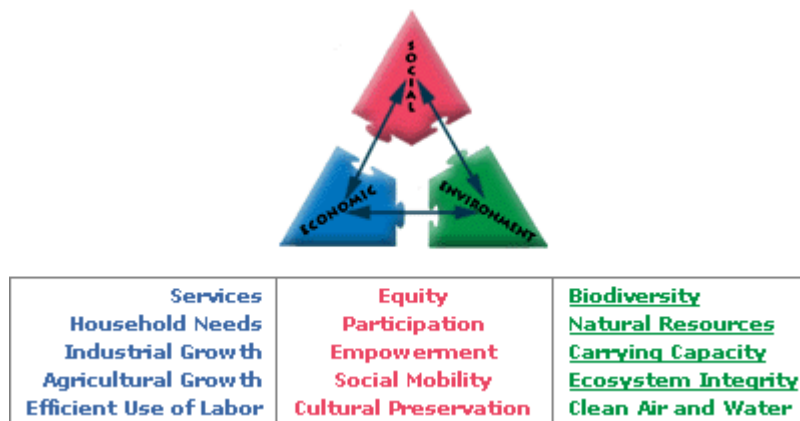 SOCIAL
ECONOMIC
ENVIRONMENT
Services
Household Needs
Industrial Growth
Agricultural Growth
Efficient Use of Labor
Equity
Participation
Empowerment
Social Mobility
Cultural Preservation
Biodiversity
Natural Resources
Carrying Capacity
Ecosystem Integrity
Clean Air and Water